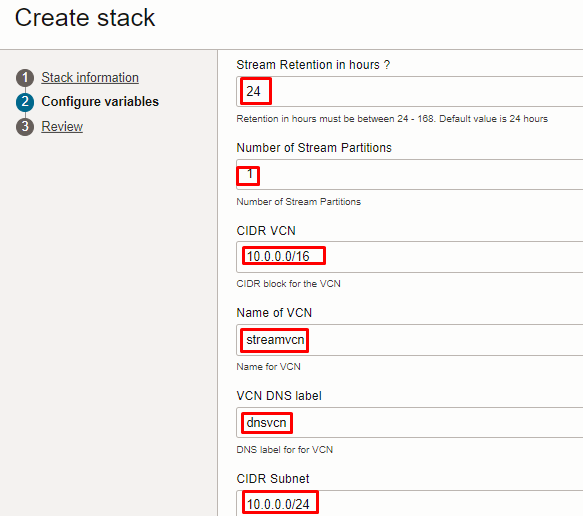 Create stack
1 Stack information
2 Configure variables
3 Review
Stream Retention in hours ?
24
Retention in hours must be between 24 - 168. Default value is 24 hours
Number of Stream Partitions
1
Number of Stream Partitions
CIDR VCN
10.0.0.0/16
CIDR block for the VCN
Name of VCN
streamvcn
Name for VCN
VCN DNS label
dnsvcn
DNS label for for VCN
CIDR Subnet
10.0.0.0/24